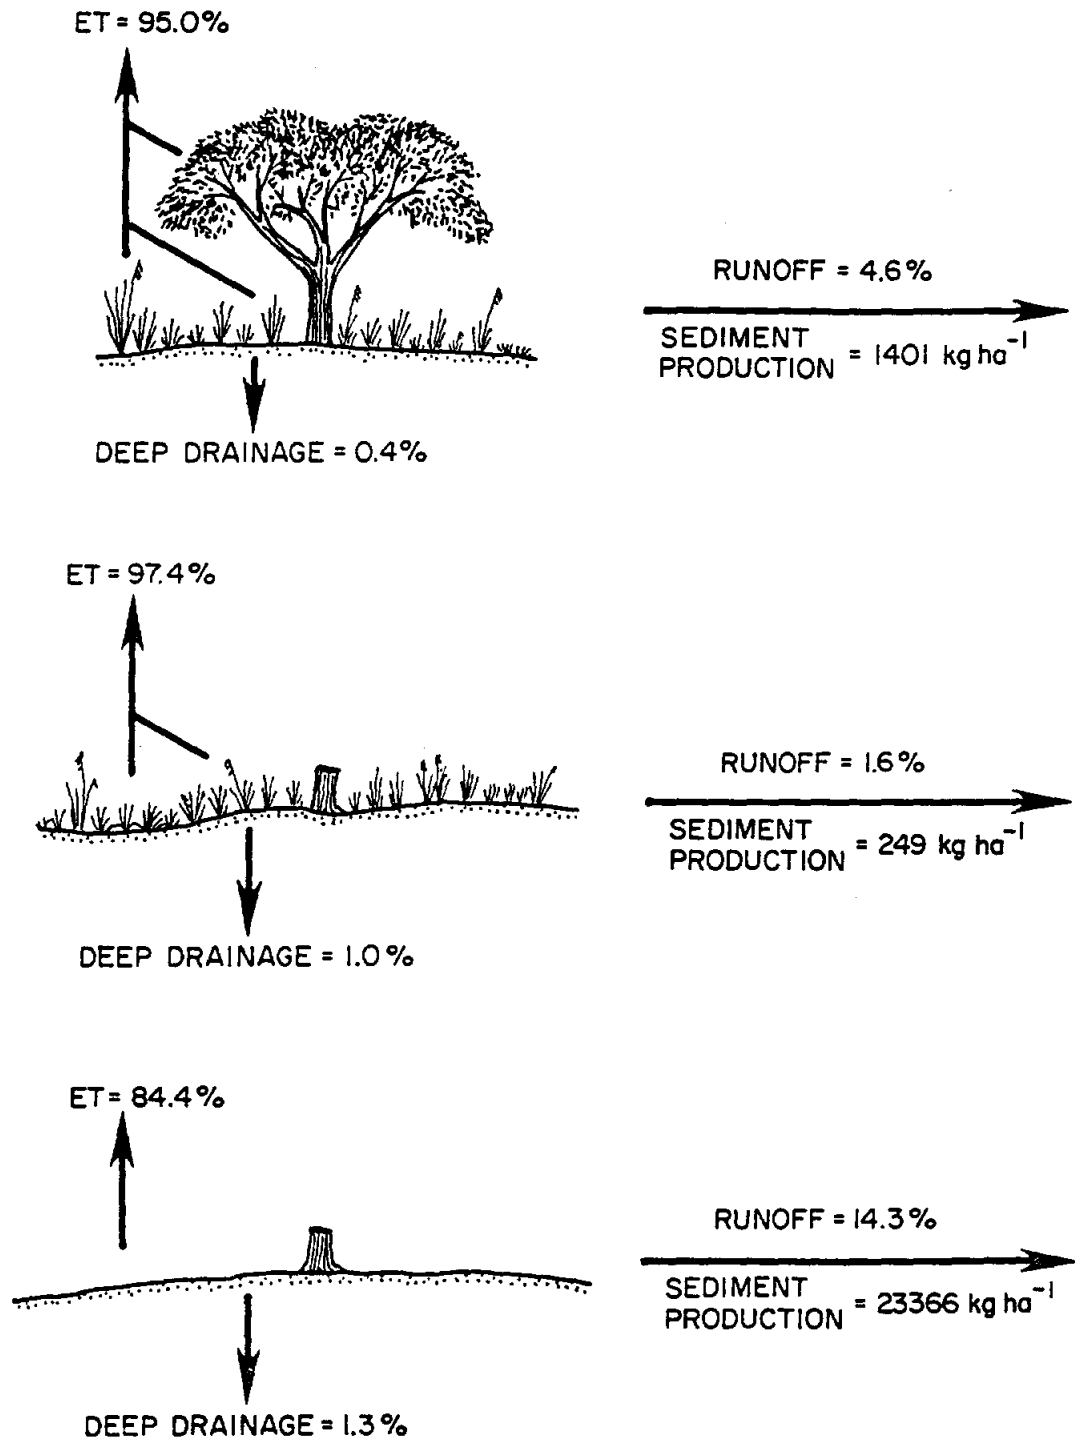 ET = 95.0%
RUNOFF = 4.6%
SEDIMENT
PRODUCTION = 1401 kg ha⁻¹
DEEP DRAINAGE = 0.4%
ET = 97.4%
RUNOFF = 1.6%
SEDIMENT
PRODUCTION = 249 kg ha⁻¹
DEEP DRAINAGE = 1.0%
ET = 84.4%
RUNOFF = 14.3%
SEDIMENT
PRODUCTION = 23366 kg ha⁻¹
DEEP DRAINAGE = 1.3%